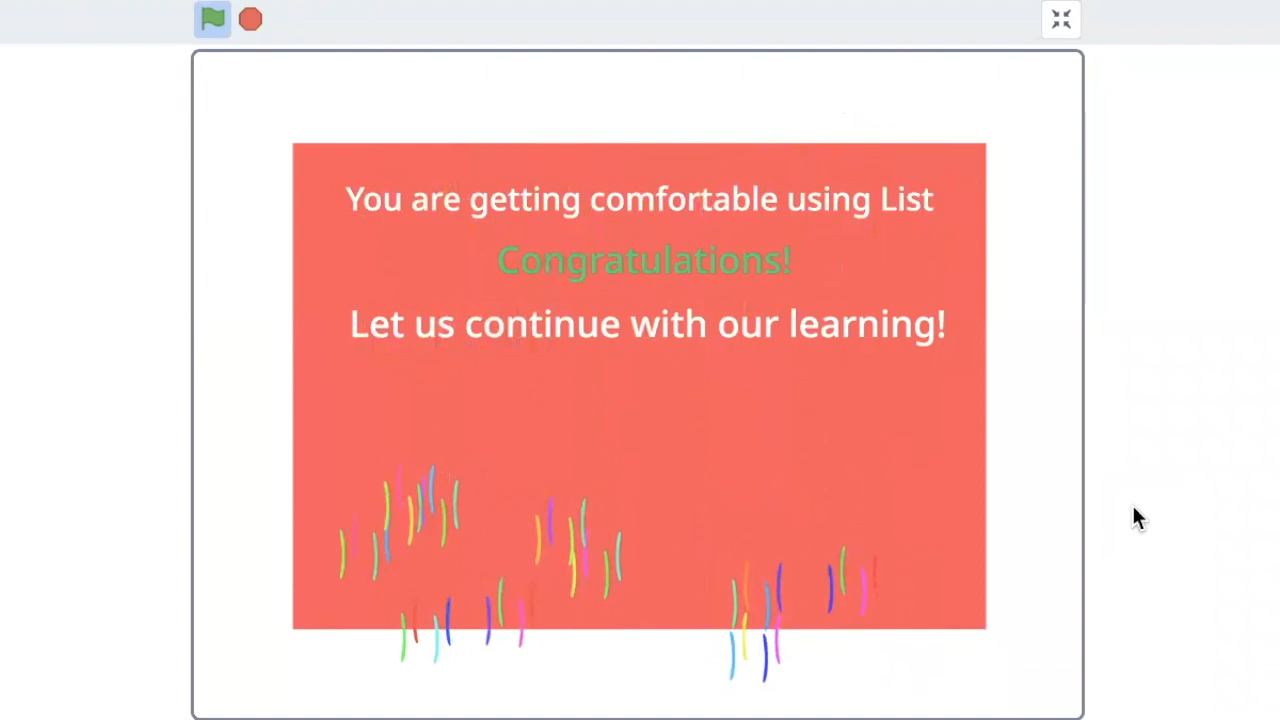 You are getting comfortable using List
Congratulations!
Let us continue with our learning!